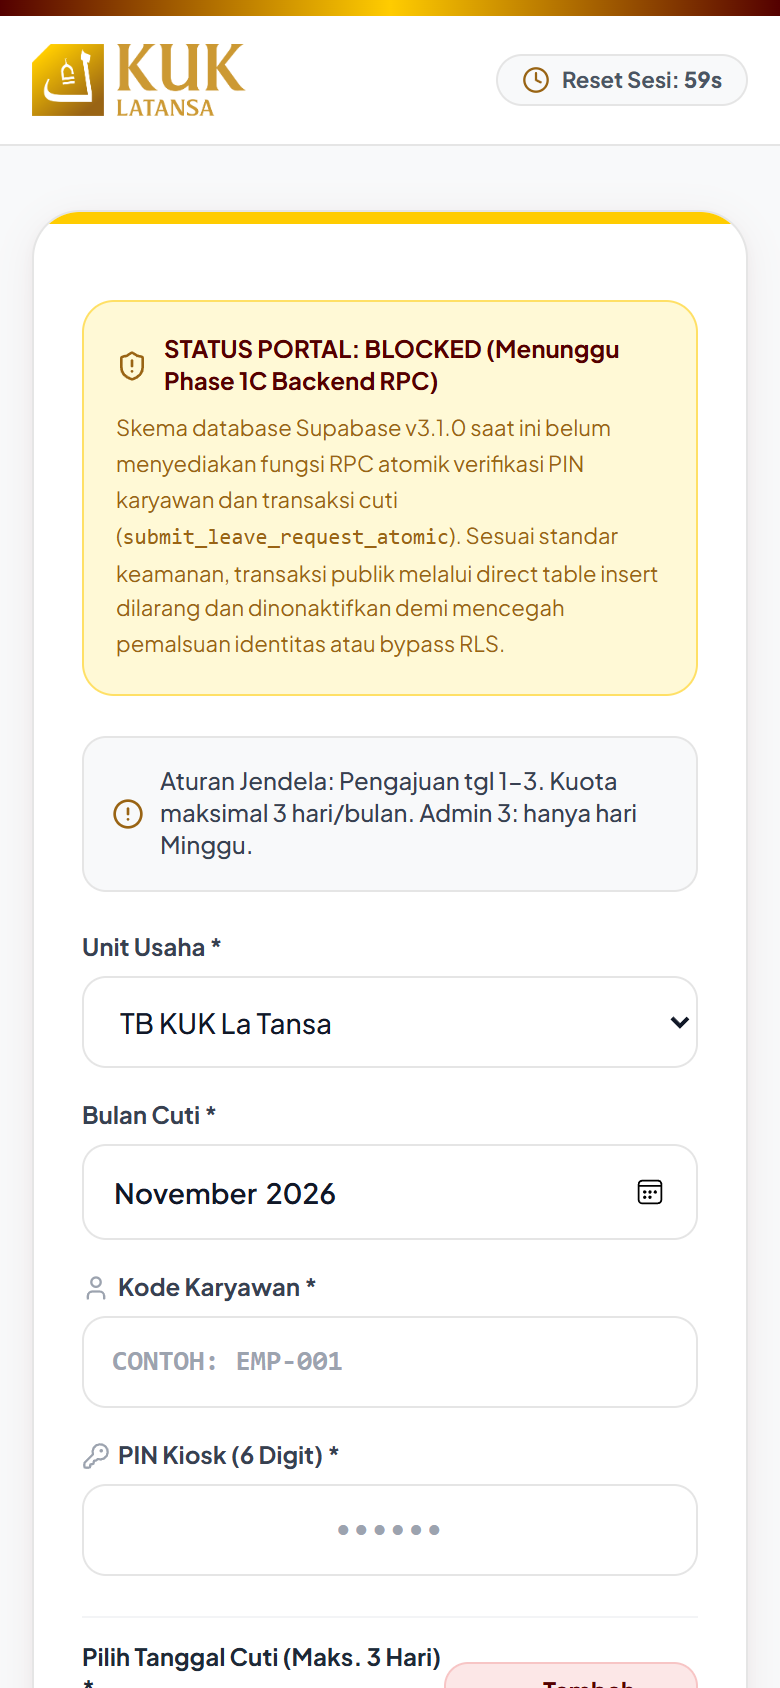 KUK
LATANSA
Reset Sesi: 59s
STATUS PORTAL: BLOCKED (Menunggu
Phase 1C Backend RPC)
Skema database Supabase v3.1.0 saat ini belum
menyediakan fungsi RPC atomik verifikasi PIN
karyawan dan transaksi cuti
(submit_leave_request_atomic). Sesuai standar
keamanan, transaksi publik melalui direct table insert
dilarang dan dinonaktifkan demi mencegah
pemalsuan identitas atau bypass RLS.
Aturan Jendela: Pengajuan tgl 1–3. Kuota
maksimal 3 hari/bulan. Admin 3: hanya hari
Minggu.
Unit Usaha *
TB KUK La Tansa
Bulan Cuti *
November 2026
Kode Karyawan *
CONTOH: EMP-001
PIN Kiosk (6 Digit) *
••••••
Pilih Tanggal Cuti (Maks. 3 Hari)
*
Tambah